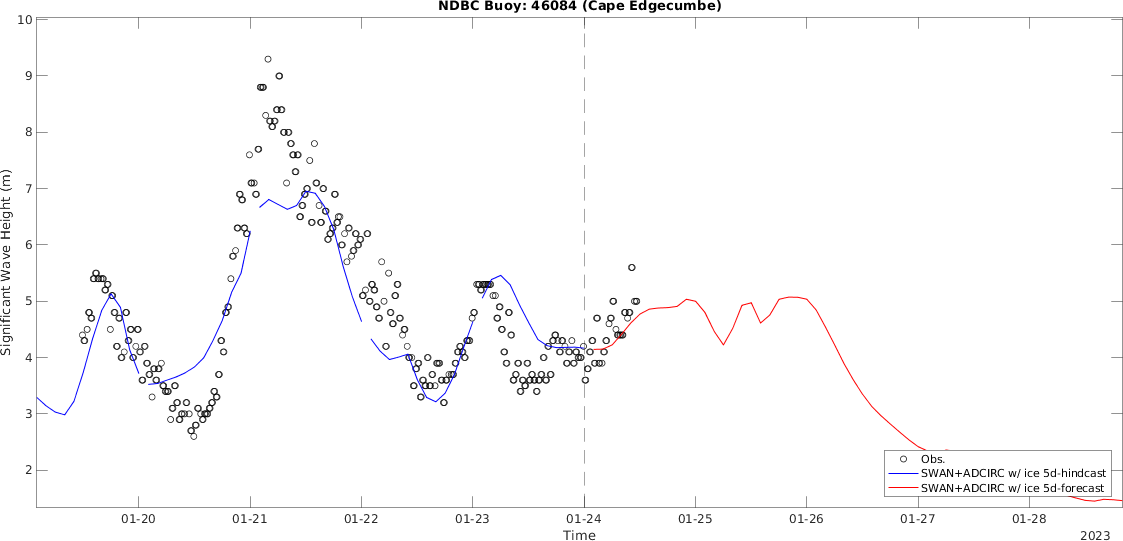 NDBC Buoy: 46084 (Cape Edgecumbe)
10
9
8
7
6
5
4
3
2
Significant Wave Height (m)
Obs.
SWAN+ADCIRC w/ ice 5d-hindcast
SWAN+ADCIRC w/ ice 5d-forecast
01-20 01-21 01-22 01-23 01-24 01-25 01-26 01-27 01-28
Time
2023